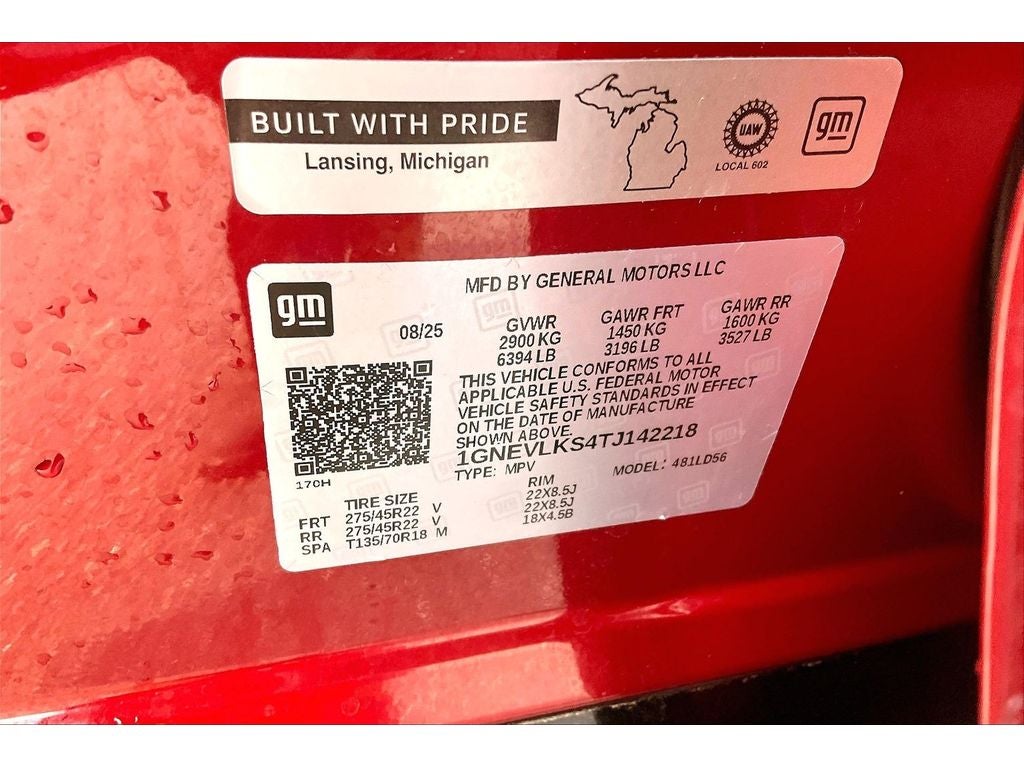 BUILT WITH PRIDE
Lansing, Michigan
UAW
LOCAL 602
gm
gm
MFD BY GENERAL MOTORS LLC
08/25
GVWR GAWR FRT GAWR RR
2900 KG 1450 KG 1600 KG
6394 LB 3196 LB 3527 LB
THIS VEHICLE CONFORMS TO ALL
APPLICABLE U.S. FEDERAL MOTOR
VEHICLE SAFETY STANDARDS IN EFFECT
ON THE DATE OF MANUFACTURE
SHOWN ABOVE.
1GNEVLKS4TJ142218
TYPE: MPV MODEL: 481LD56
170H
TIRE SIZE RIM
FRT 275/45R22 V 22X8.5J
RR 275/45R22 V 22X8.5J
SPA T135/70R18 M 18X4.5B